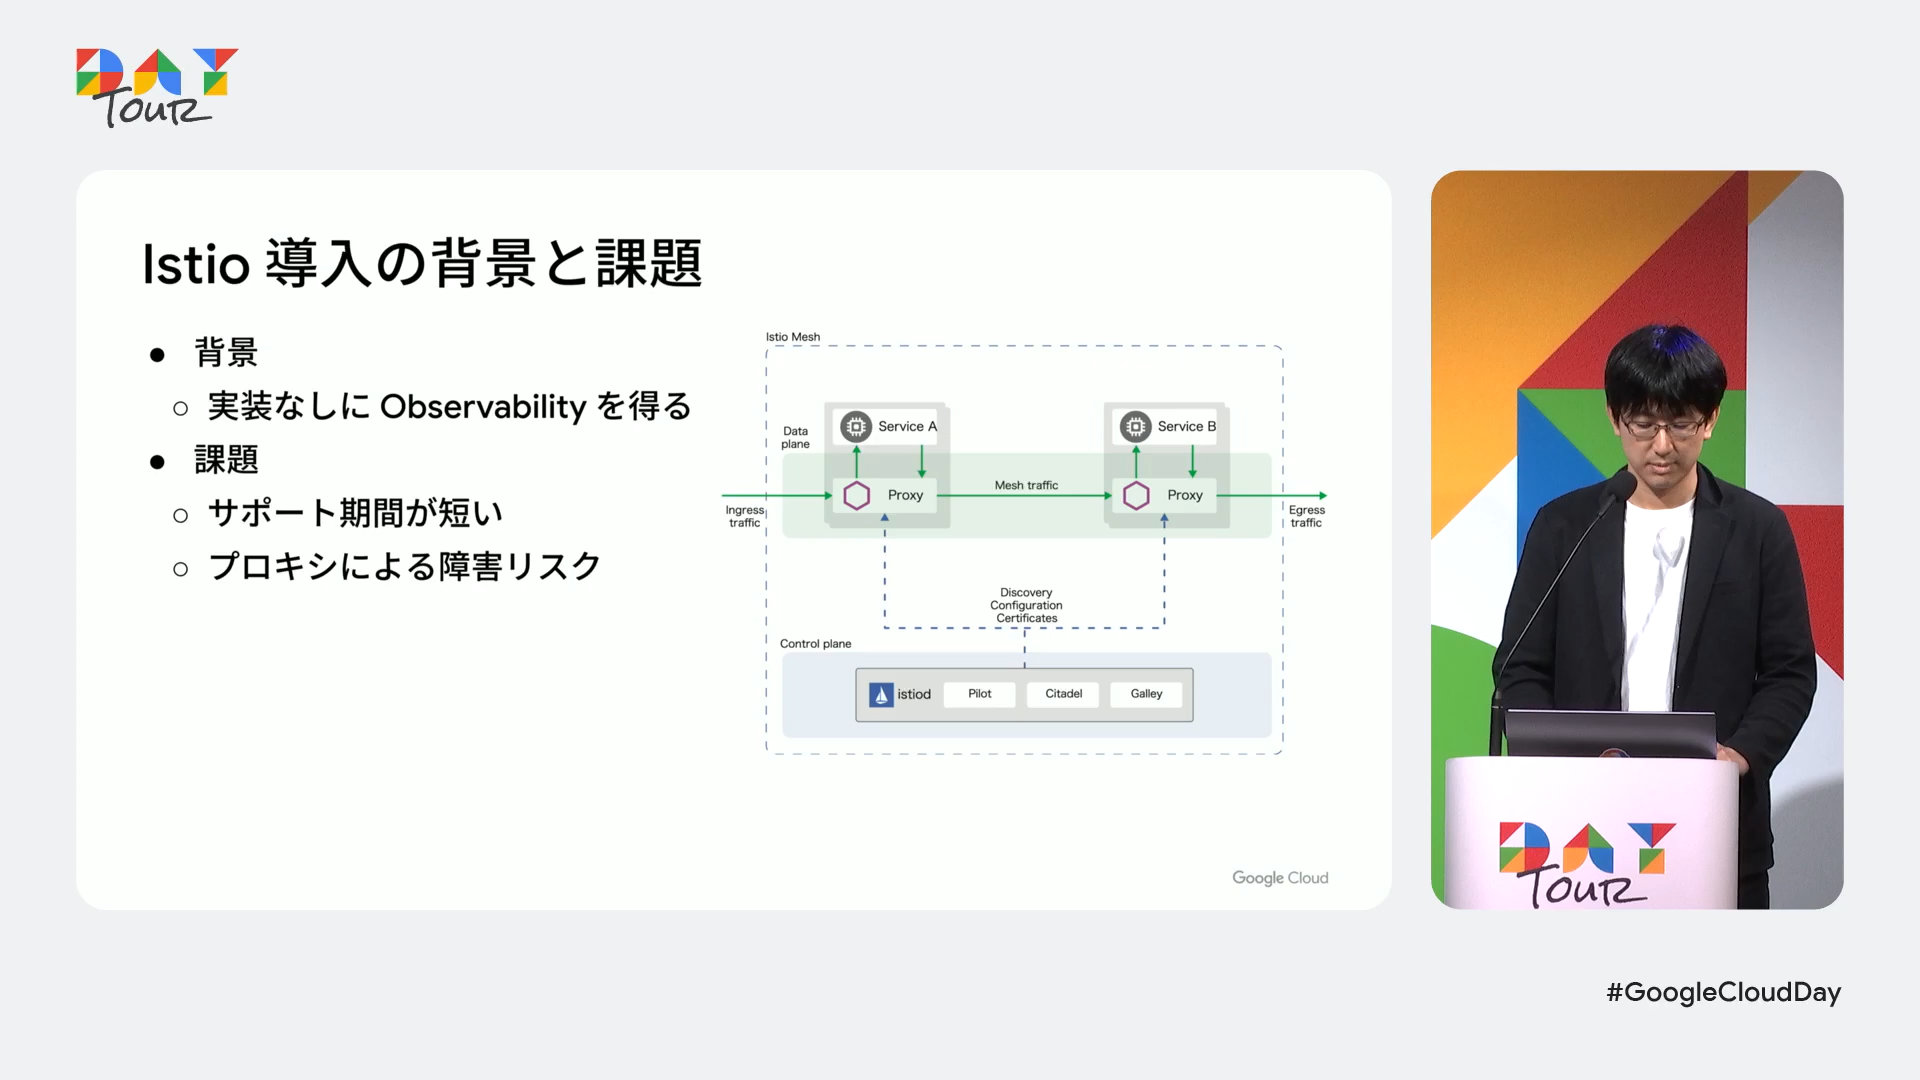 DAY
Tour
Istio 導入の背景と課題
● 背景
○ 実装なしに Observability を得る
● 課題
○ サポート期間が短い
○ プロキシによる障害リスク
Istio Mesh
Data
plane
Service A
Service B
Proxy
Mesh traffic
Proxy
Ingress
traffic
Egress
traffic
Discovery
Configuration
Certificates
Control plane
istiod
Pilot
Citadel
Galley
Google Cloud
DAY
Tour
#GoogleCloudDay